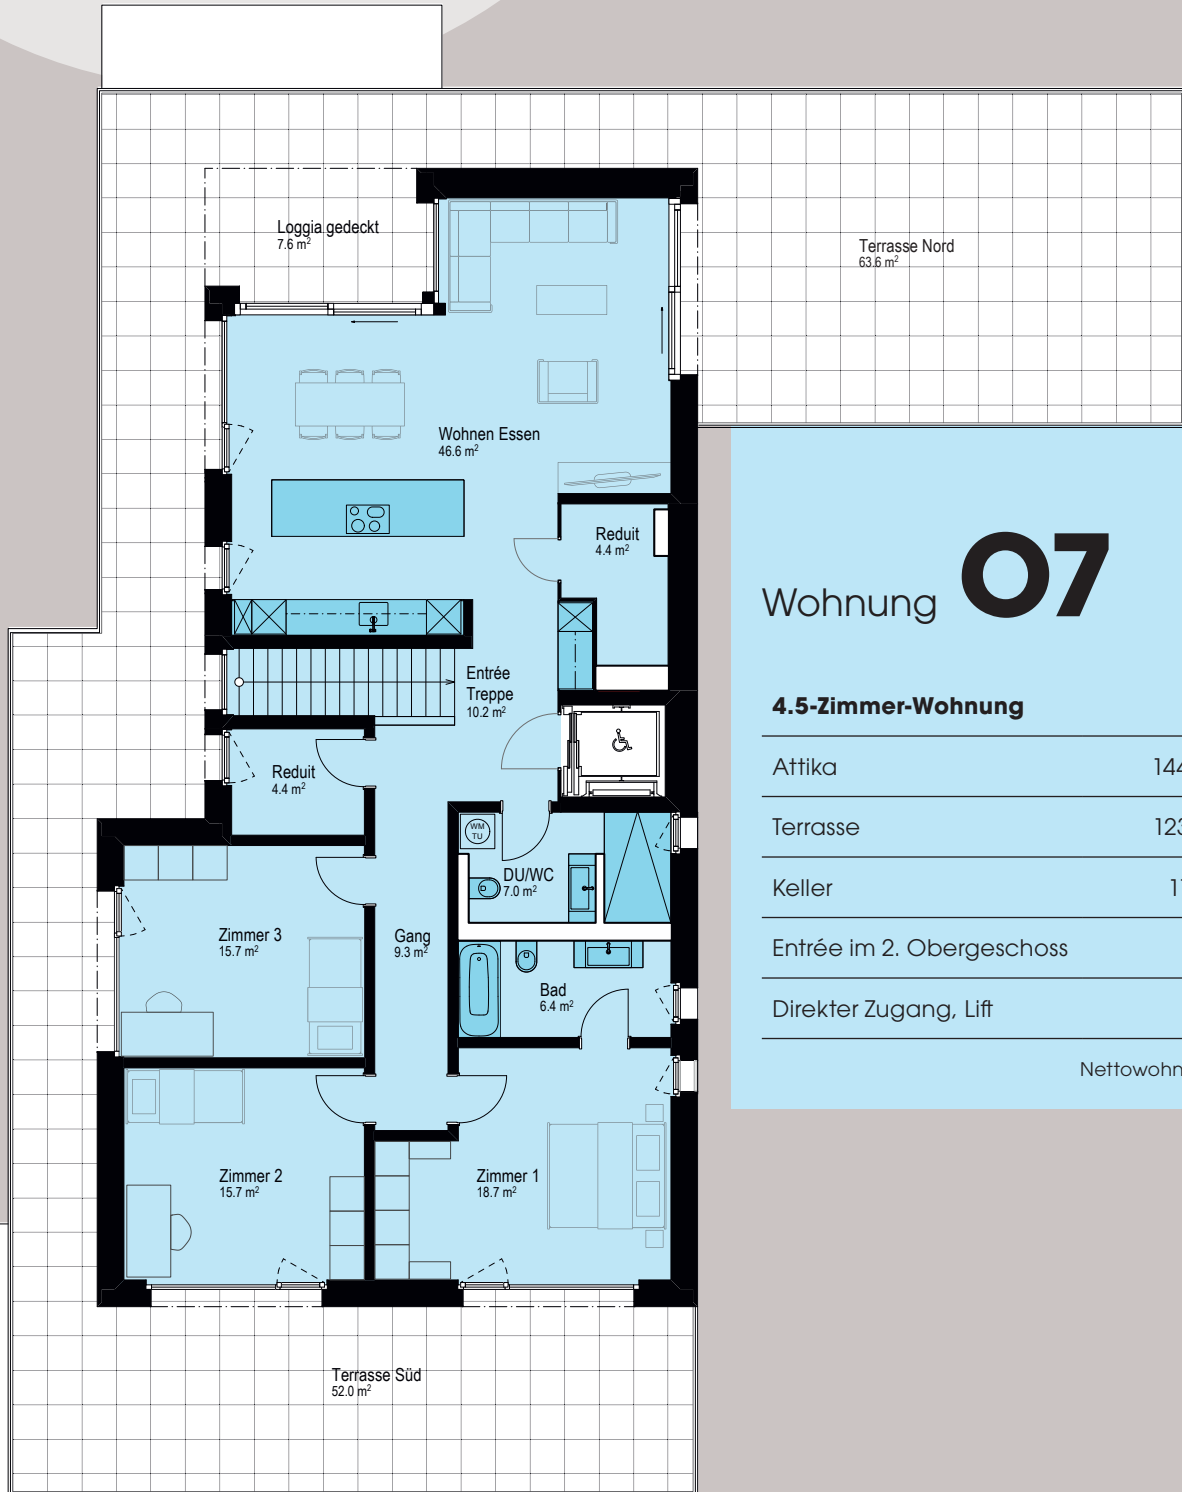 Loggia gedeckt
7.6 m²
Terrasse Nord
63.6 m²
Wohnen Essen
46.6 m²
Reduit
4.4 m²
Entrée
Treppe
10.2 m²
Reduit
4.4 m²
WM
TU
DU/WC
7.0 m²
Zimmer 3
15.7 m²
Gang
9.3 m²
Bad
6.4 m²
Zimmer 2
15.7 m²
Zimmer 1
18.7 m²
Terrasse Süd
52.0 m²
Wohnung 07
4.5-Zimmer-Wohnung
Attika 144
Terrasse 123
Keller
Entrée im 2. Obergeschoss
Direkter Zugang, Lift
Nettowohn